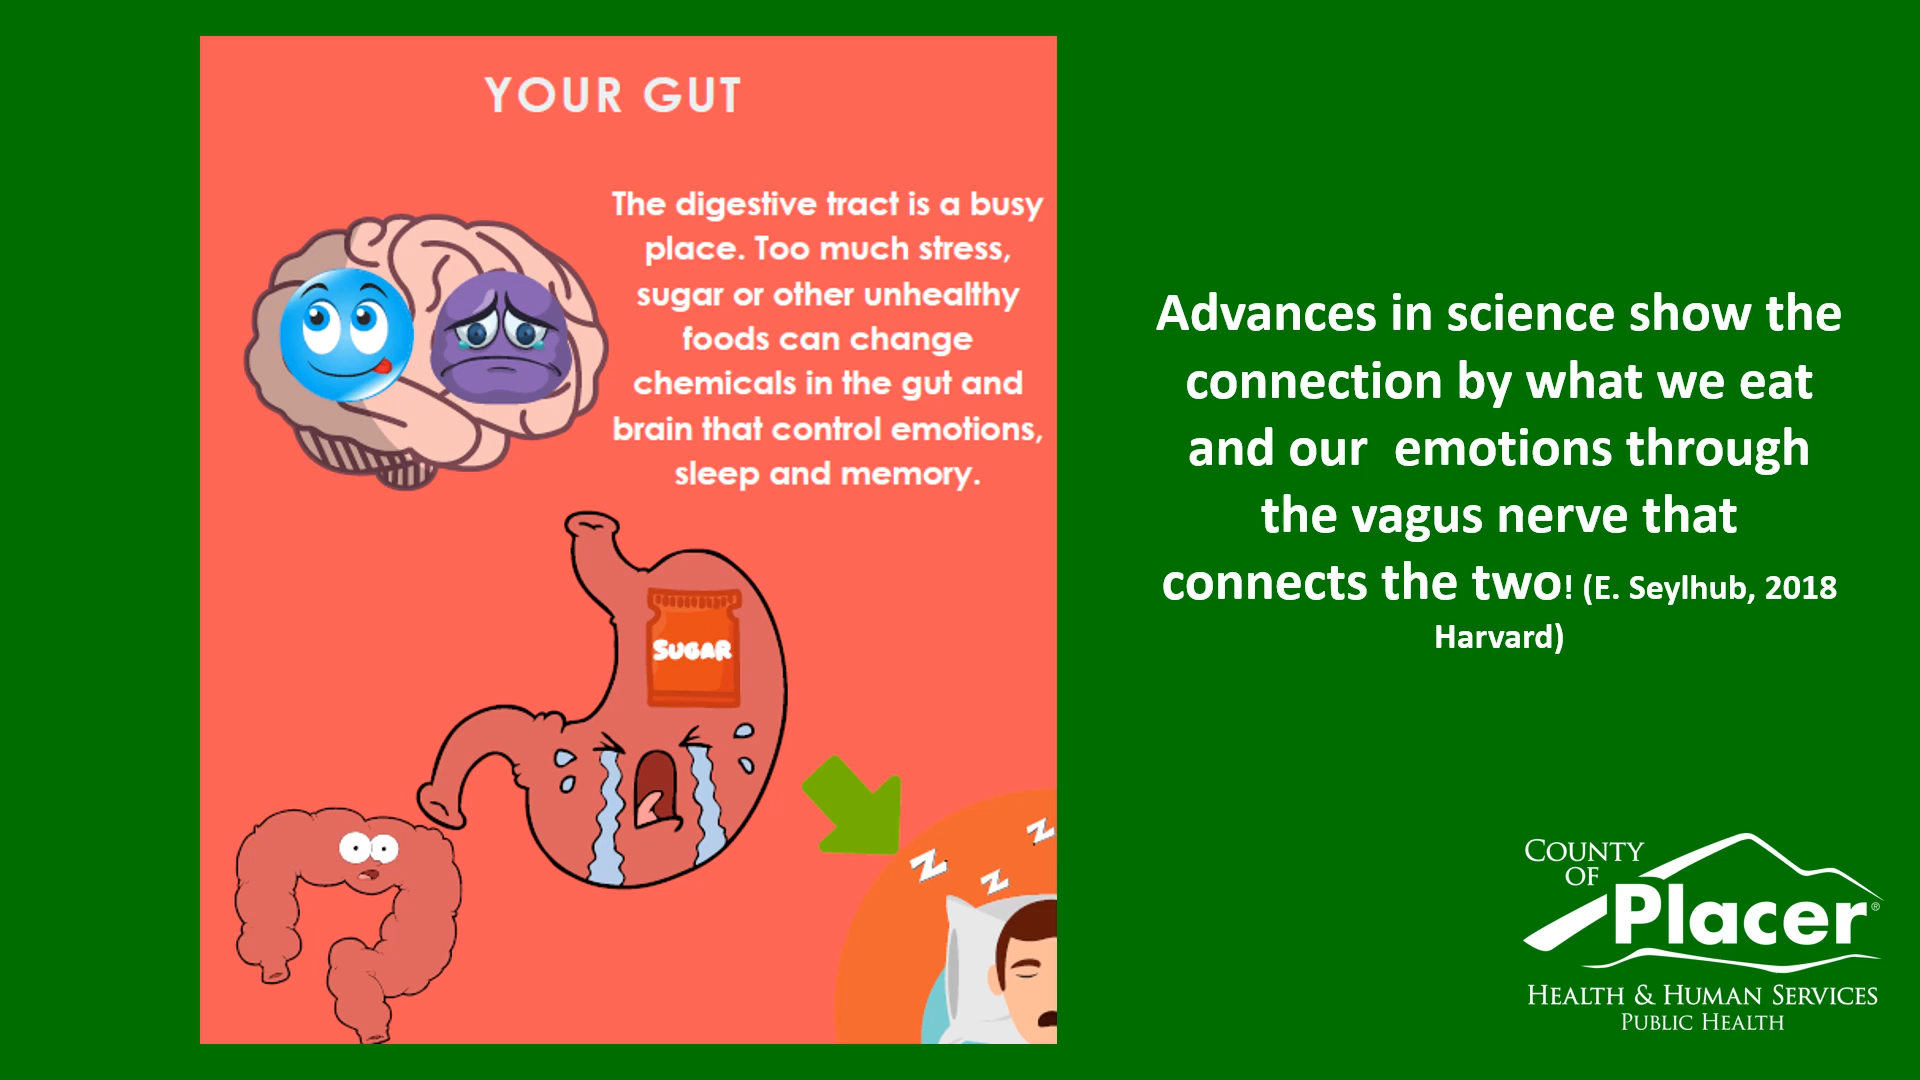 YOUR GUT
The digestive tract is a busy
place. Too much stress,
sugar or other unhealthy
foods can change
chemicals in the gut and
brain that control emotions,
sleep and memory.
SUGAR
Z
Z
Z
Advances in science show the
connection by what we eat
and our  emotions through
the vagus nerve that
connects the two! (E. Seylhub, 2018
Harvard)
COUNTY
OF
Placer®
HEALTH & HUMAN SERVICES
PUBLIC HEALTH